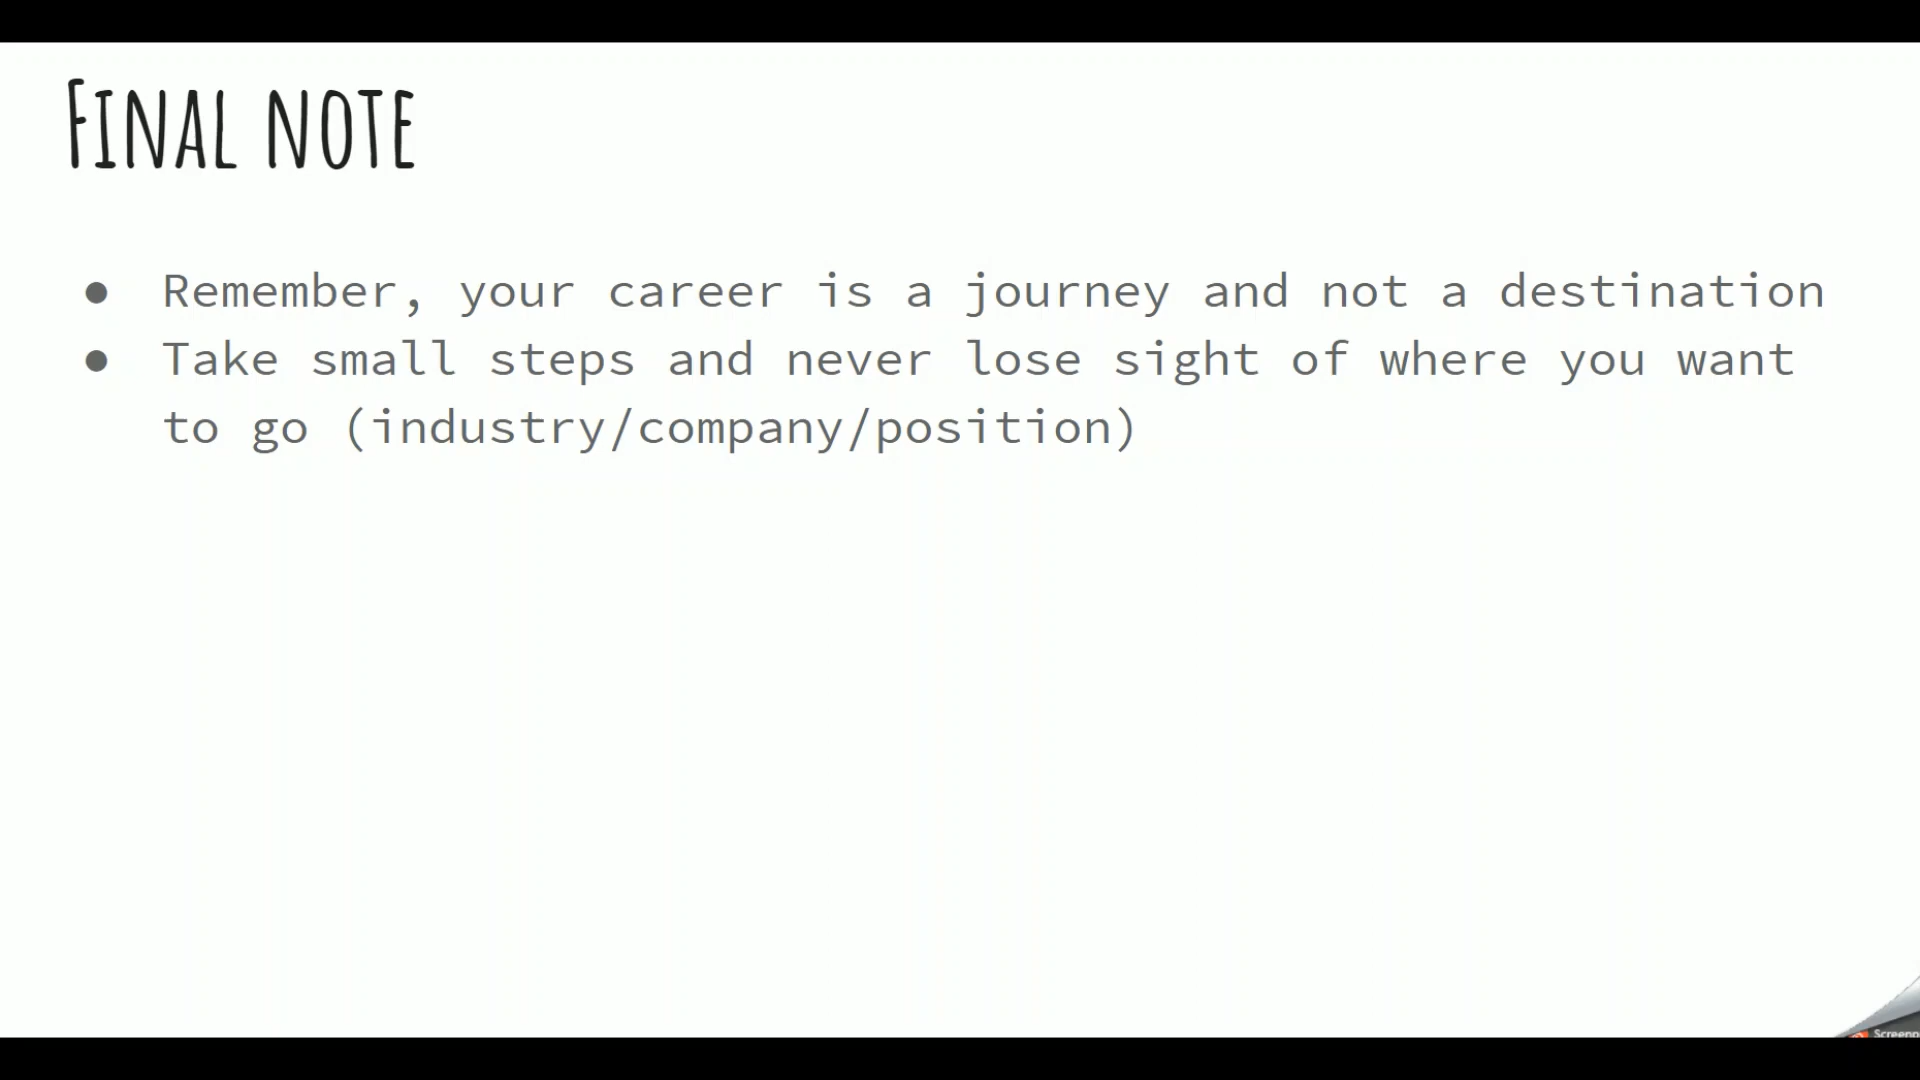 Final note
● Remember, your career is a journey and not a destination
● Take small steps and never lose sight of where you want
to go (industry/company/position)